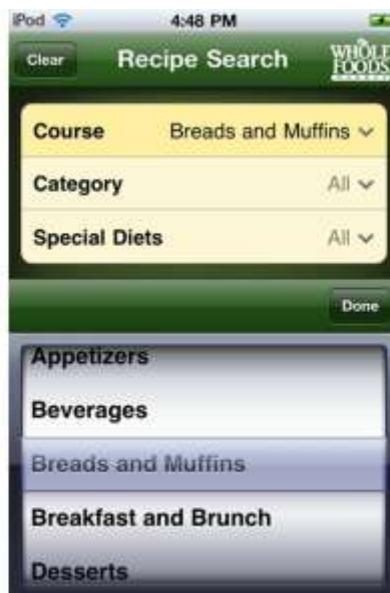 iPod 4:48 PM
Clear Recipe Search WHOLE FOODS MARKET
Course Breads and Muffins
Category All
Special Diets All
Done
Appetizers
Beverages
Breads and Muffins
Breakfast and Brunch
Desserts